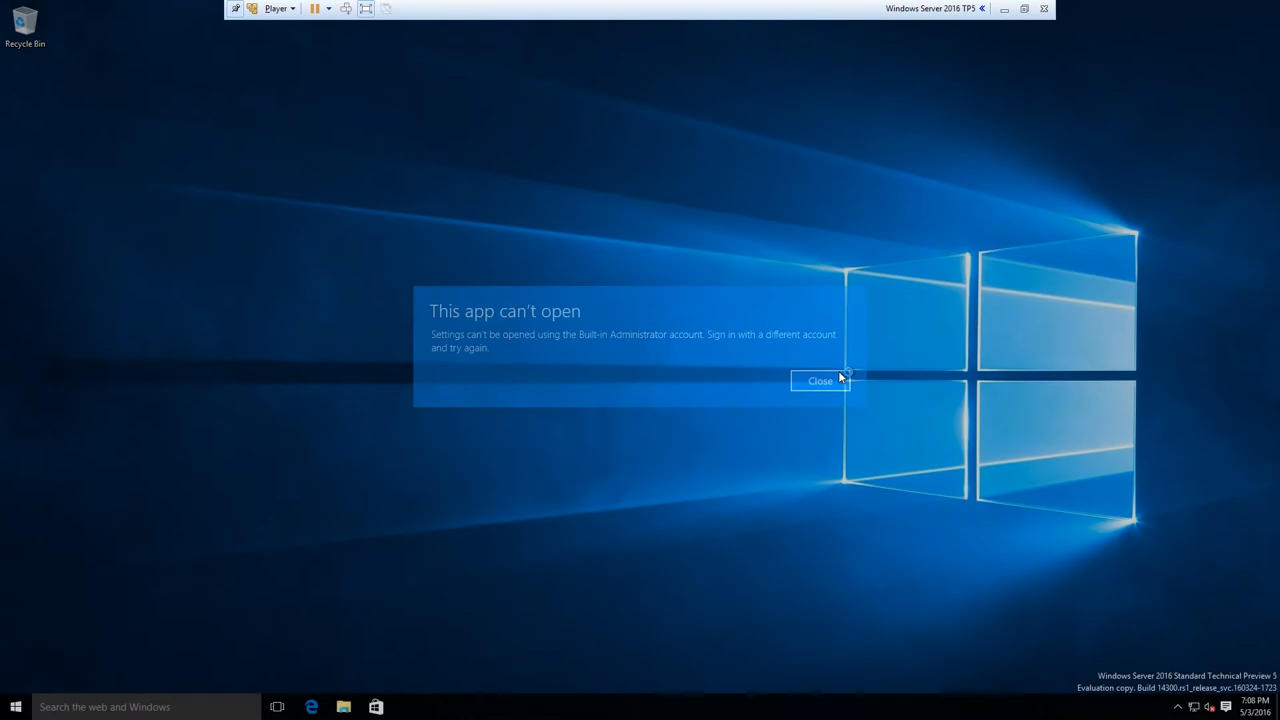 Player
Windows Server 2016 TP5
Recycle Bin
This app can't open
Settings can't be opened using the Built-in Administrator account. Sign in with a different account
and try again.
Close
Windows Server 2016 Standard Technical Preview 5
Evaluation copy. Build 14300.rs1_release_svc.160324-1723
Search the web and Windows
7:08 PM
5/3/2016